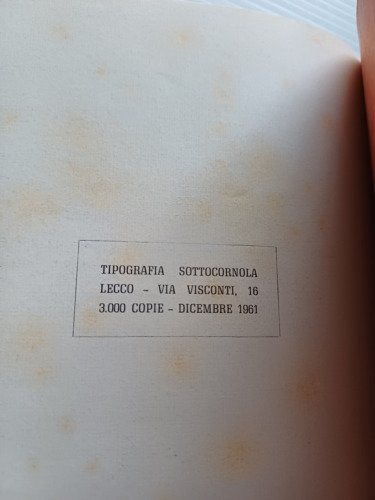 TIPOGRAFIA SOTTOCORNOLA
LECCO - VIA VISCONTI, 16
3.000 COPIE - DICEMBRE 1961